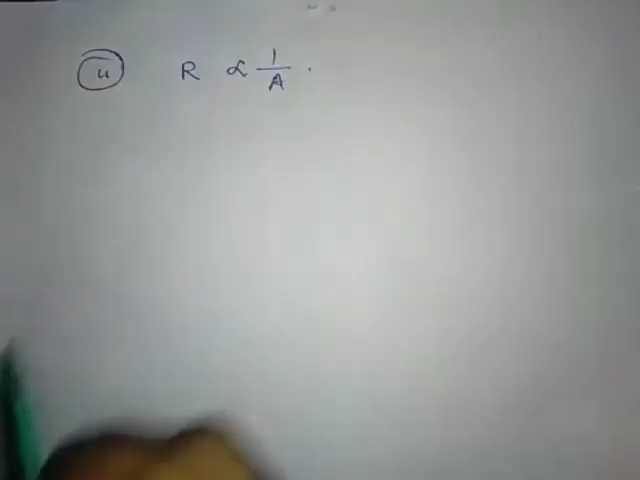 (ii) R ∝ 1/A .